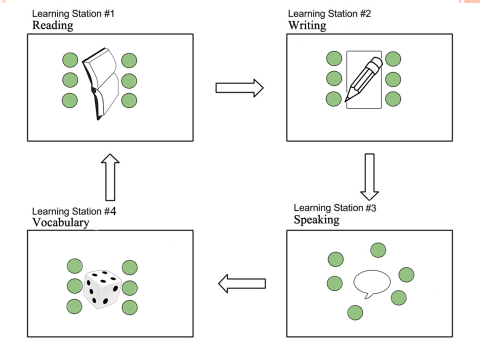 Learning Station #1
Reading
Learning Station #2
Writing
Learning Station #3
Speaking
Learning Station #4
Vocabulary